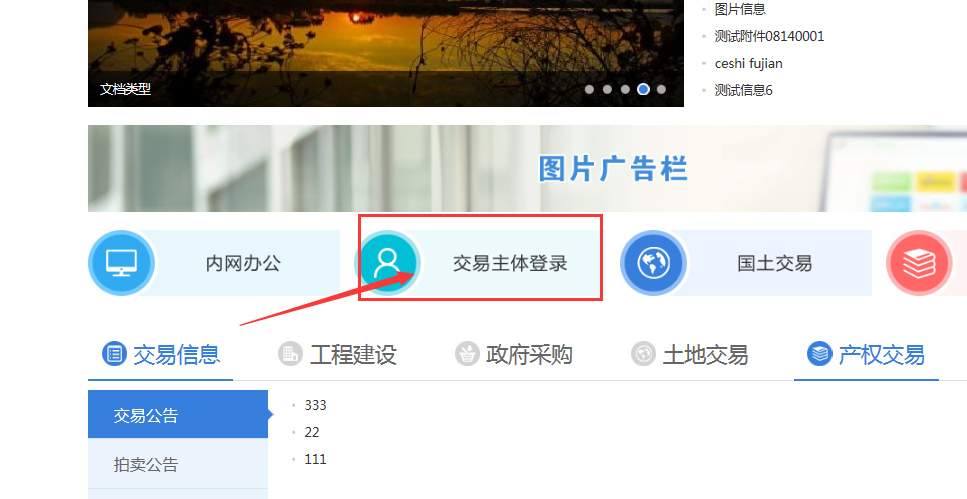 图片信息
测试附件08140001
ceshi fujian
测试信息6
文档类型
图片广告栏
内网办公
交易主体登录
国土交易
交易信息
工程建设
政府采购
土地交易
产权交易
交易公告
拍卖公告
333
22
111